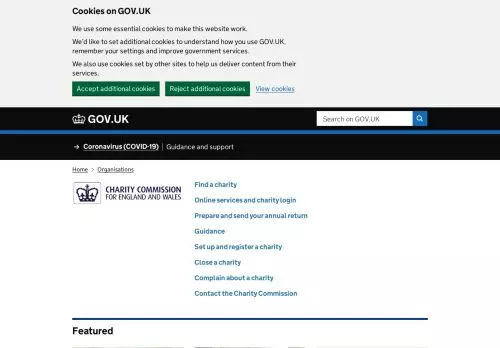 Cookies on GOV.UK
We use some essential cookies to make this website work.
We'd like to set additional cookies to understand how you use GOV.UK,
remember your settings and improve government services.
We also use cookies set by other sites to help us deliver content from their
services.
Accept additional cookies Reject additional cookies View cookies
GOV.UK Search on GOV.UK
→ Coronavirus (COVID-19) | Guidance and support
Home > Organisations
CHARITY COMMISSION
FOR ENGLAND AND WALES
Find a charity
Online services and charity login
Prepare and send your annual return
Guidance
Set up and register a charity
Close a charity
Complain about a charity
Contact the Charity Commission
Featured